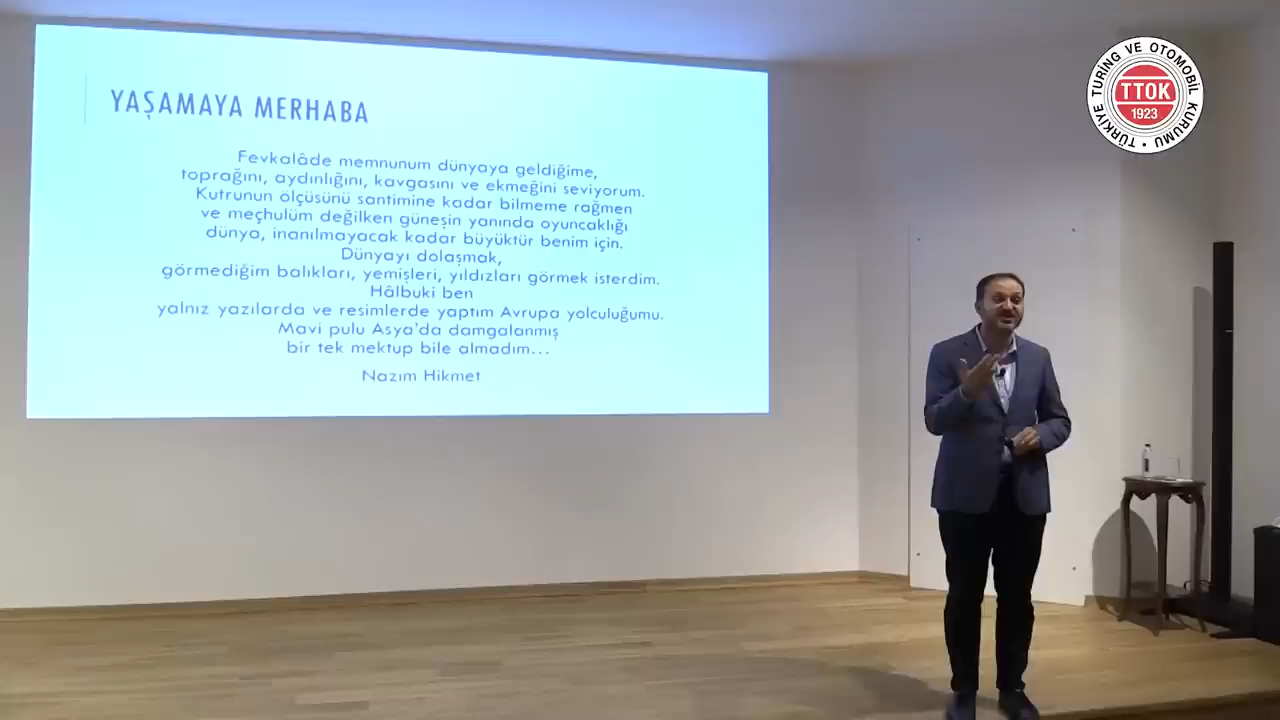 YAŞAMAYA MERHABA
Fevkalâde memnunum dünyaya geldiğime,
toprağını, aydınlığını, kavgasını ve ekmeğini seviyorum.
Kutrunun ölçüsünü santimine kadar bilmeme rağmen
ve meçhulüm değilken güneşin yanında oyuncaklığı
dünya, inanılmayacak kadar büyüktür benim için.
Dünyayı dolaşmak,
görmediğim balıkları, yemişleri, yıldızları görmek isterdim.
Hâlbuki ben
yalnız yazılarda ve resimlerde yaptım Avrupa yolculuğumu.
Mavi pulu Asya'da damgalanmış
bir tek mektup bile almadım...
Nazım Hikmet
TÜRKİYE TURİNG VE OTOMOBİL KURUMU
TTOK
1923